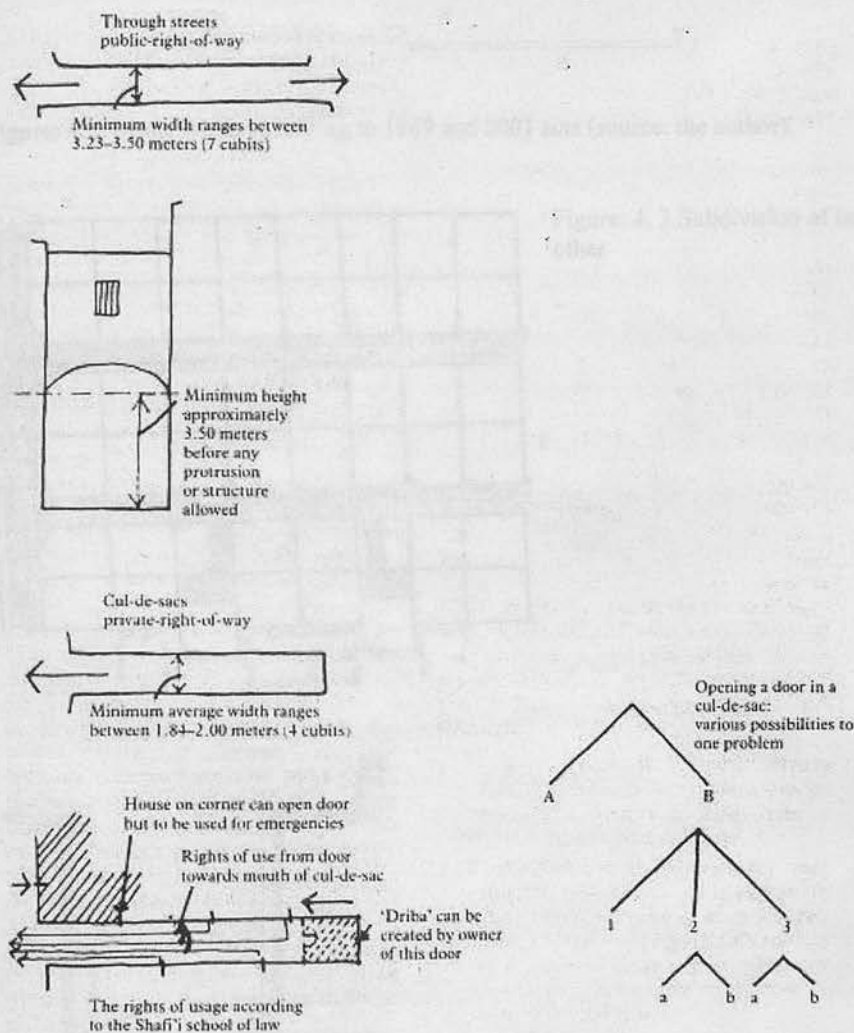 Through streets
public-right-of-way
Minimum width ranges between
3.23–3.50 meters (7 cubits)
Minimum height
approximately
3.50 meters
before any
protrusion
or structure
allowed
Cul-de-sacs
private-right-of-way
Minimum average width ranges
between 1.84–2.00 meters (4 cubits)
Opening a door in a
cul-de-sac:
various possibilities to
one problem
A B
House on corner can open door
but to be used for emergencies
Rights of use from door
towards mouth of cul-de-sac
'Driba' can be
created by owner
of this door
1 2 3
a b a b
The rights of usage according
to the Shafi'i school of law